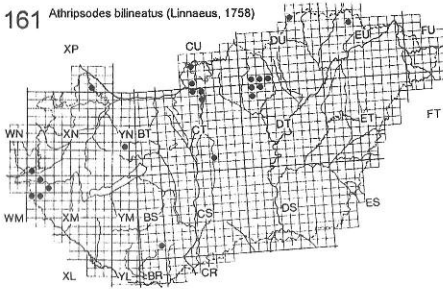 161 Athripsodes bilineatus (Linnaeus, 1758)
XP CU DU EU FU
WN XN YN BT CT DT ET FT
WM XM YM BS CS DS ES
XL YL BR CR